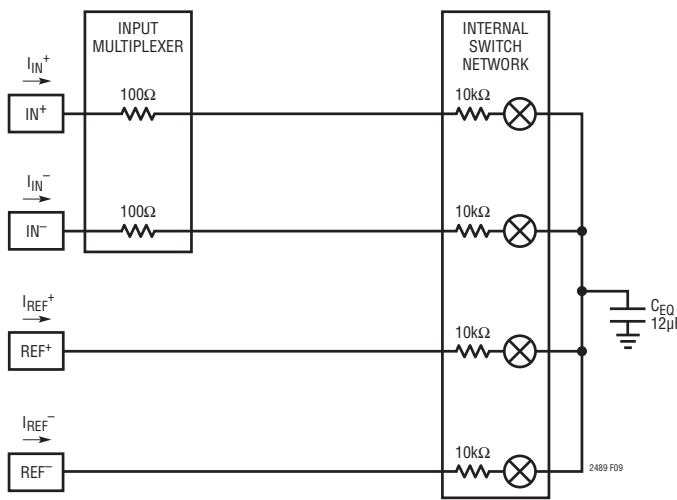 INPUT
MULTIPLEXER
INTERNAL
SWITCH
NETWORK
IIN+
100Ω
10kΩ
IN+
IIN–
100Ω
10kΩ
IN–
IREF+
10kΩ
REF+
CEQ
12μF
IREF–
10kΩ
REF–
2489 F09